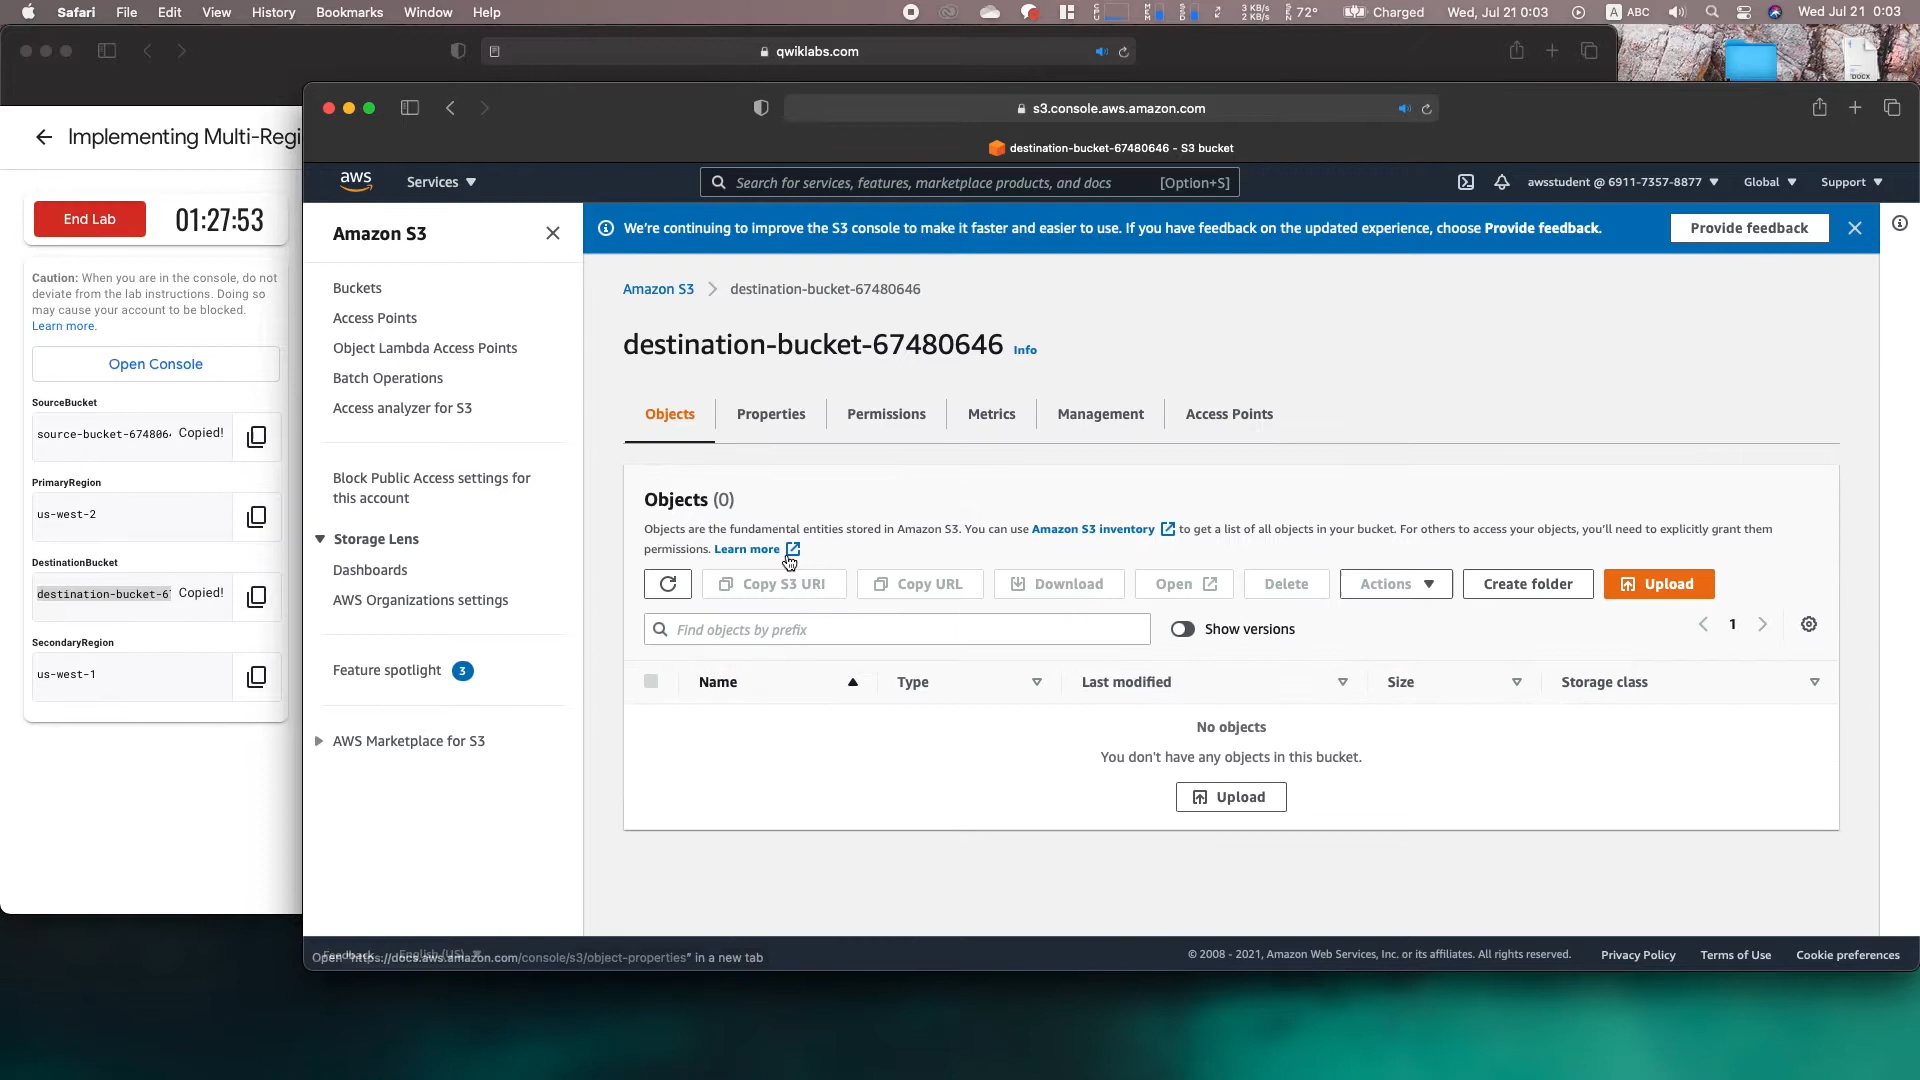 Safari File Edit View History Bookmarks Window Help
3 KB/s
2 KB/s
72° Charged Wed, Jul 21 0:03 A ABC Wed Jul 21 0:03
qwiklabs.com
DOCX
s3.console.aws.amazon.com
destination-bucket-67480646 - S3 bucket
Implementing Multi-Regi
End Lab 01:27:53
Caution: When you are in the console, do not
deviate from the lab instructions. Doing so
may cause your account to be blocked.
Learn more.
Open Console
SourceBucket
source-bucket-674806 Copied!
PrimaryRegion
us-west-2
DestinationBucket
destination-bucket-6 Copied!
SecondaryRegion
us-west-1
aws Services Search for services, features, marketplace products, and docs [Option+S] awsstudent @ 6911-7357-8877 Global Support
Amazon S3
Buckets
Access Points
Object Lambda Access Points
Batch Operations
Access analyzer for S3
Block Public Access settings for
this account
Storage Lens
Dashboards
AWS Organizations settings
Feature spotlight 3
AWS Marketplace for S3
We're continuing to improve the S3 console to make it faster and easier to use. If you have feedback on the updated experience, choose Provide feedback. Provide feedback
Amazon S3 destination-bucket-67480646
destination-bucket-67480646 Info
Objects Properties Permissions Metrics Management Access Points
Objects (0)
Objects are the fundamental entities stored in Amazon S3. You can use Amazon S3 inventory to get a list of all objects in your bucket. For others to access your objects, you'll need to explicitly grant them
permissions. Learn more
Copy S3 URI Copy URL Download Open Delete Actions Create folder Upload
Find objects by prefix Show versions 1
Name Type Last modified Size Storage class
No objects
You don't have any objects in this bucket.
Upload
Feedback English (US)
Open "https://docs.aws.amazon.com/console/s3/object-properties" in a new tab
© 2008 - 2021, Amazon Web Services, Inc. or its affiliates. All rights reserved. Privacy Policy Terms of Use Cookie preferences